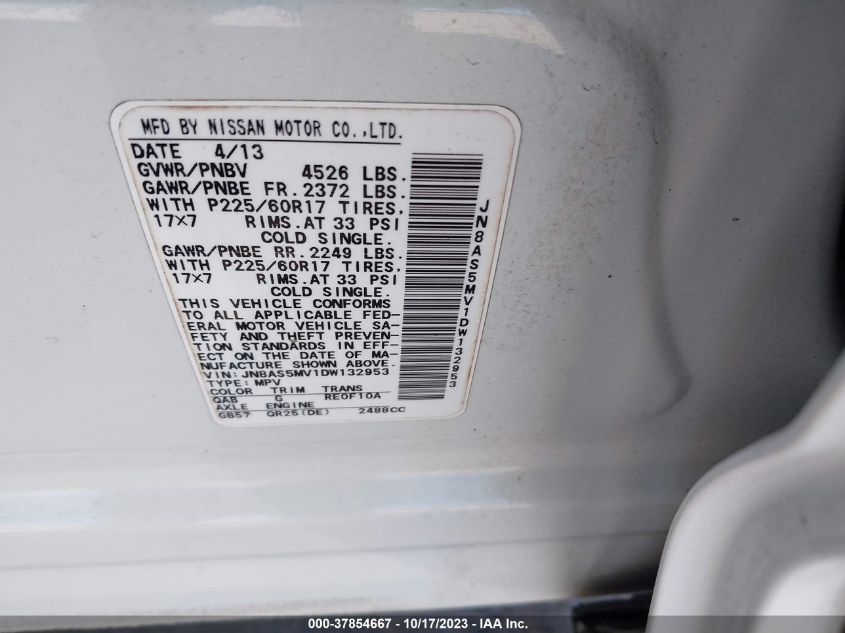 MFD BY NISSAN MOTOR CO.,LTD.
DATE 4/13
GVWR/PNBV 4526 LBS.
GAWR/PNBE FR. 2372 LBS.
WITH P225/60R17 TIRES,
17x7 RIMS.AT 33 PSI
COLD SINGLE.
GAWR/PNBE RR. 2249 LBS.
WITH P225/60R17 TIRES,
17x7 RIMS.AT 33 PSI
COLD SINGLE.
THIS VEHICLE CONFORMS
TO ALL APPLICABLE FED-
ERAL MOTOR VEHICLE SA-
FETY AND THEFT PREVEN-
TION STANDARDS IN EFF-
ECT ON THE DATE OF MA-
NUFACTURE SHOWN ABOVE.
VIN: JN8AS5MV1DW132953
TYPE: MPV
COLOR TRIM TRANS
QAB G RE0F10A
AXLE ENGINE
GB57 QR25(DE) 2488CC
JN8AS5MV1DW132953
000-37854667 - 10/17/2023 - IAA Inc.